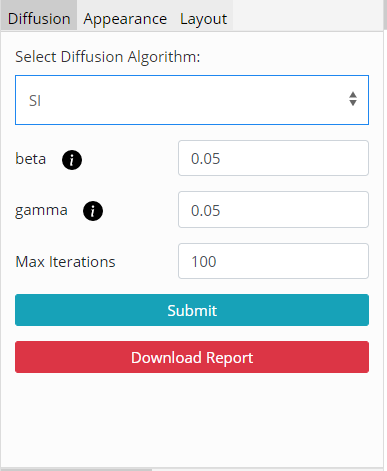 Diffusion Appearance Layout
Select Diffusion Algorithm:
SI
beta i 0.05
gamma i 0.05
Max Iterations 100
Submit
Download Report